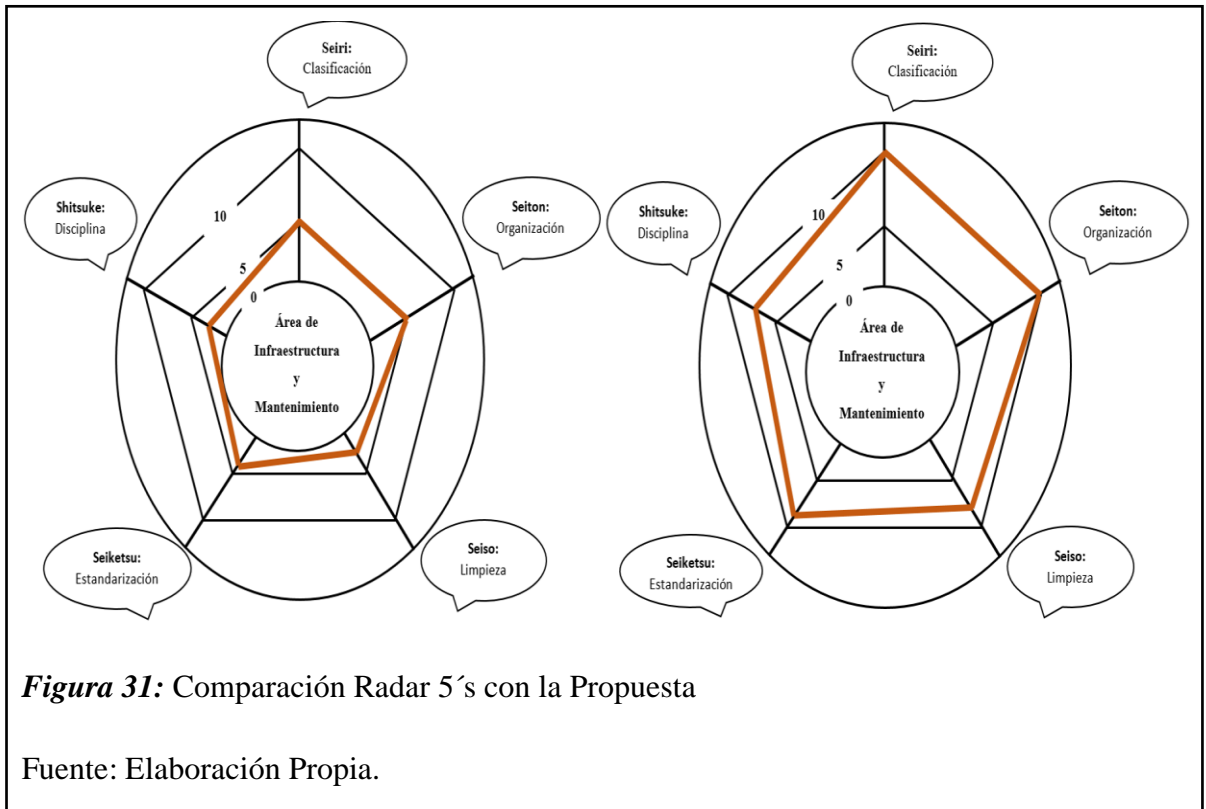 Seiri:
Clasificación
Shitsuke:
Disciplina
Seiton:
Organización
10
5
0
Área de
Infraestructura
y
Mantenimiento
Seiketsu:
Estandarización
Seiso:
Limpieza
Seiri:
Clasificación
Shitsuke:
Disciplina
Seiton:
Organización
10
5
0
Área de
Infraestructura
y
Mantenimiento
Seiketsu:
Estandarización
Seiso:
Limpieza
Figura 31: Comparación Radar 5´s con la Propuesta
Fuente: Elaboración Propia.